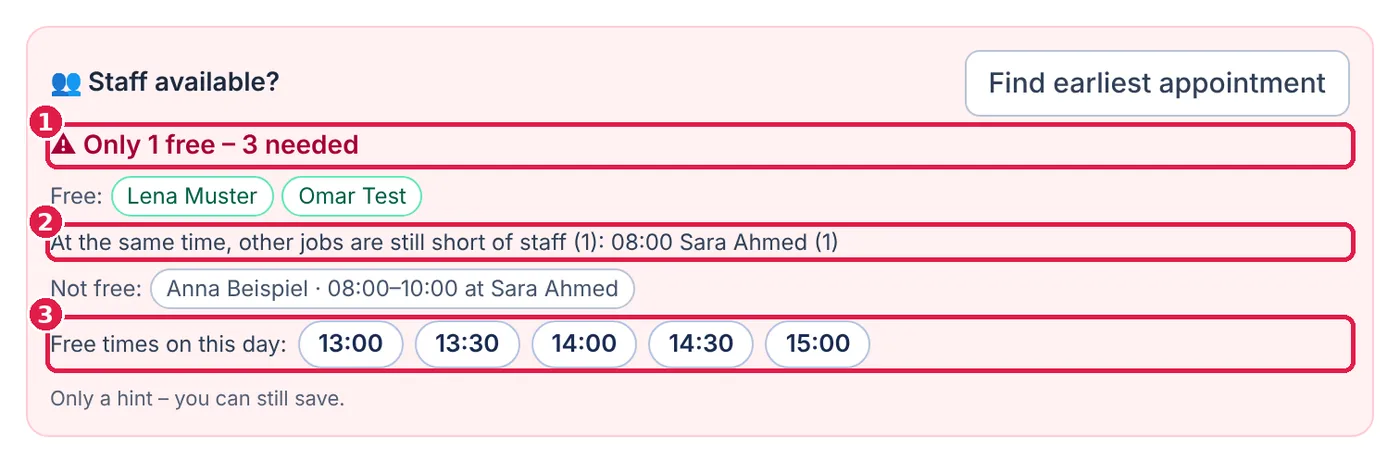 👥 Staff available?
Find earliest appointment
1
⚠ Only 1 free – 3 needed
Free: Lena Muster Omar Test
2
At the same time, other jobs are still short of staff (1): 08:00 Sara Ahmed (1)
Not free: Anna Beispiel · 08:00–10:00 at Sara Ahmed
3
Free times on this day: 13:00 13:30 14:00 14:30 15:00
Only a hint – you can still save.